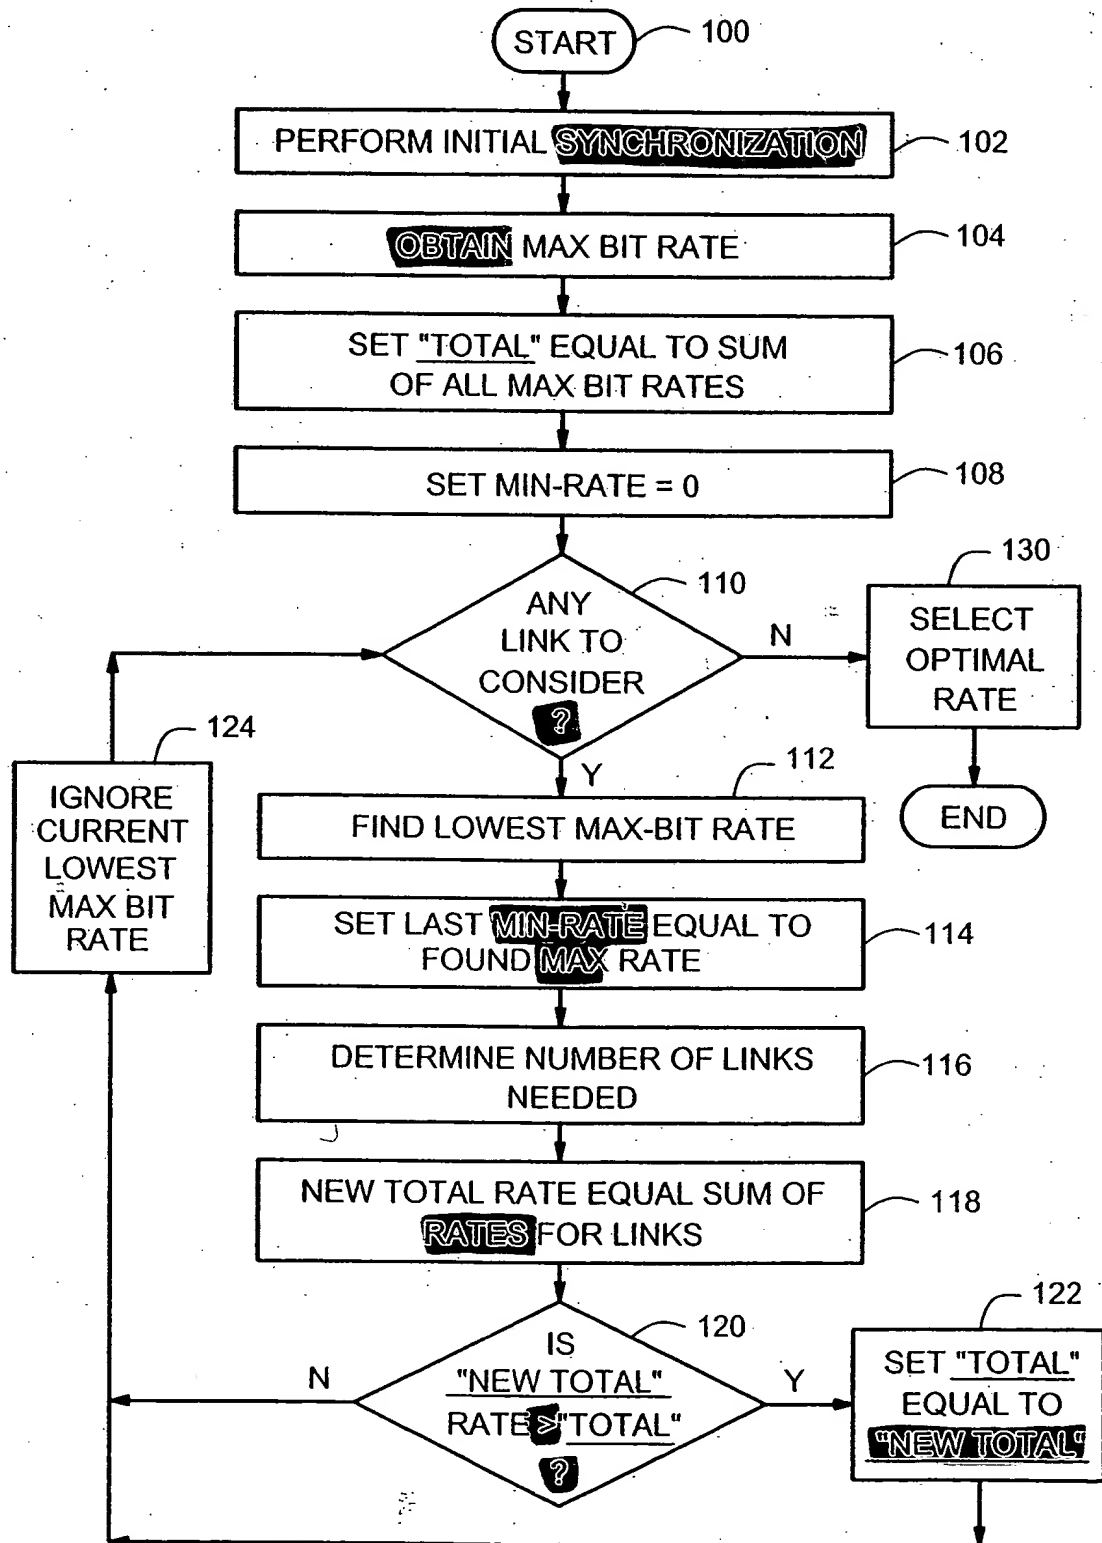 START
100
PERFORM INITIAL SYNCHRONIZATION
102
OBTAIN MAX BIT RATE
104
SET "TOTAL" EQUAL TO SUM
OF ALL MAX BIT RATES
106
SET MIN-RATE = 0
108
110
ANY
LINK TO
CONSIDER
?
N
Y
130
SELECT
OPTIMAL
RATE
END
124
IGNORE
CURRENT
LOWEST
MAX BIT
RATE
112
FIND LOWEST MAX-BIT RATE
SET LAST MIN-RATE EQUAL TO
FOUND MAX RATE
114
DETERMINE NUMBER OF LINKS
NEEDED
116
NEW TOTAL RATE EQUAL SUM OF
RATES FOR LINKS
118
120
IS
"NEW TOTAL"
RATE > "TOTAL"
?
N
Y
122
SET "TOTAL"
EQUAL TO
"NEW TOTAL"